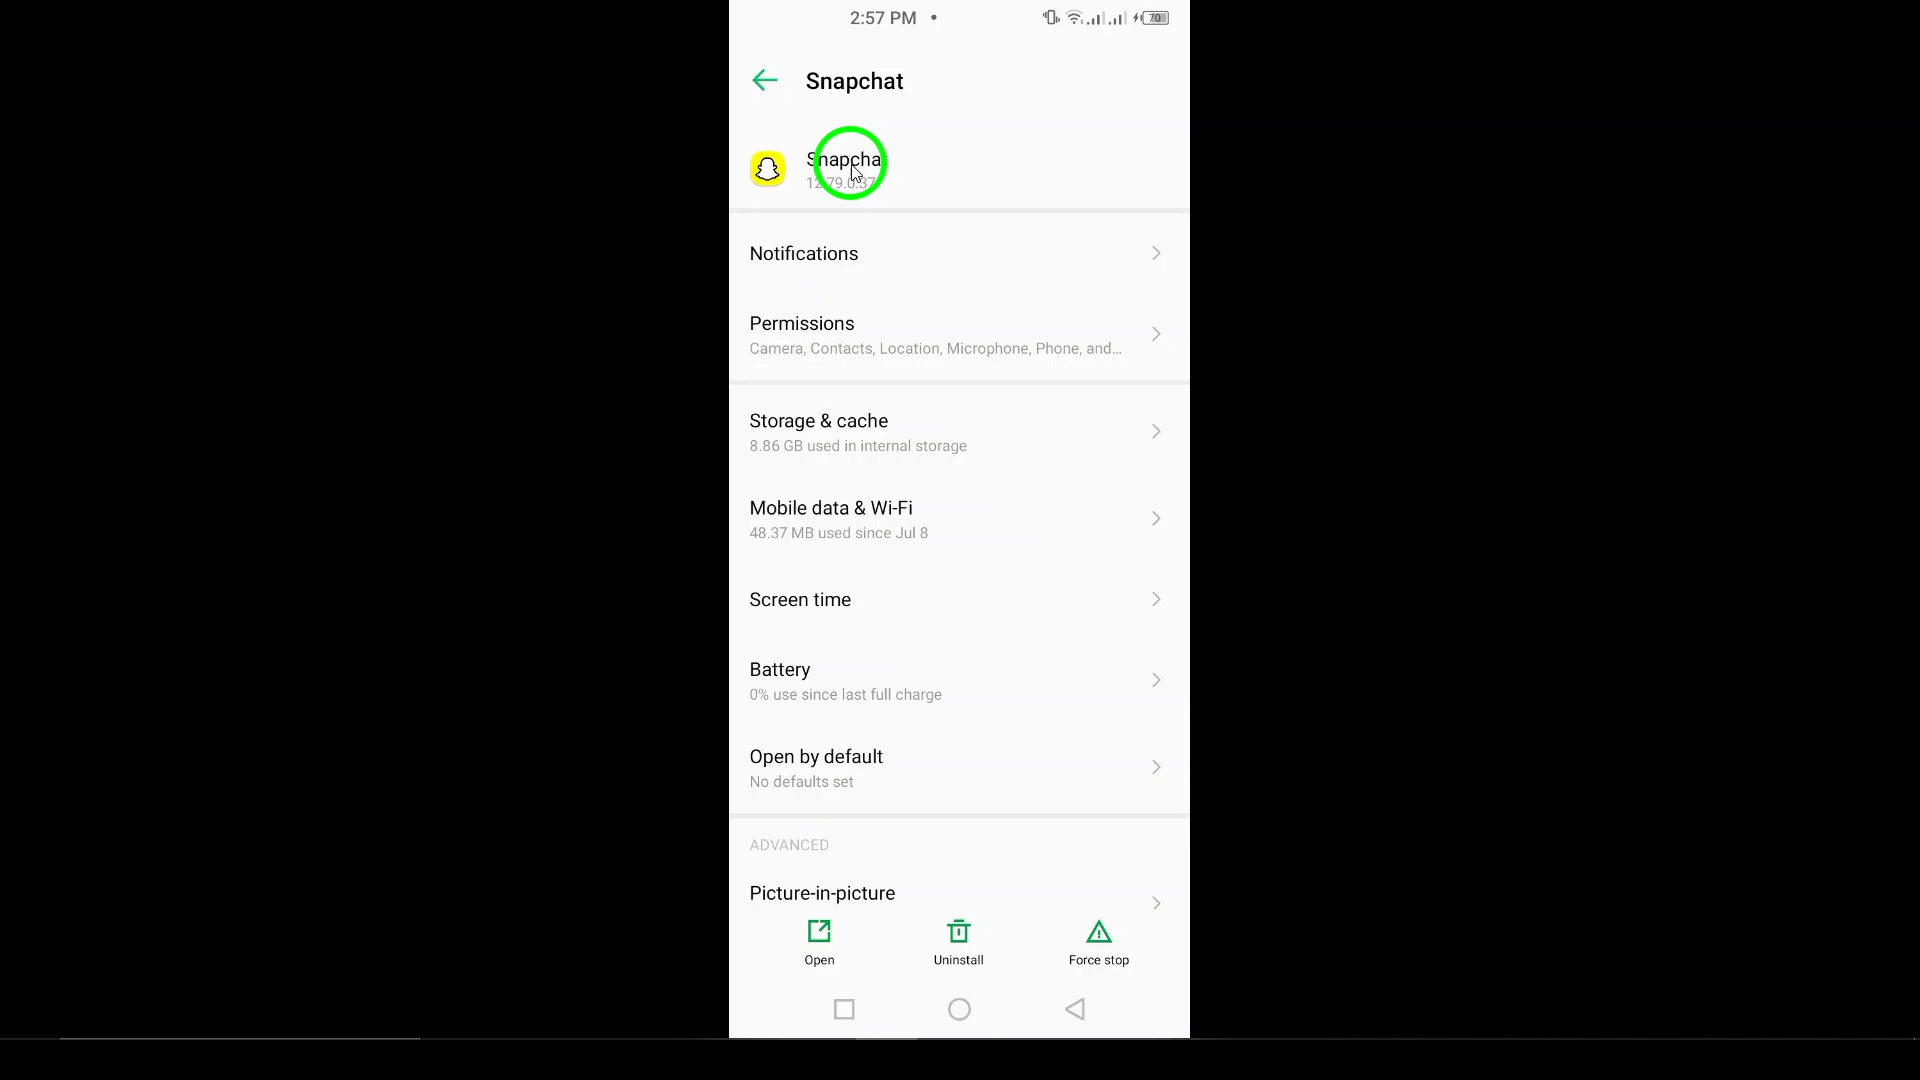 2:57 PM •
70
Snapchat
Snapchat
12.79.0.37
Notifications
Permissions
Camera, Contacts, Location, Microphone, Phone, and...
Storage & cache
8.86 GB used in internal storage
Mobile data & Wi-Fi
48.37 MB used since Jul 8
Screen time
Battery
0% use since last full charge
Open by default
No defaults set
ADVANCED
Picture-in-picture
Open
Uninstall
Force stop